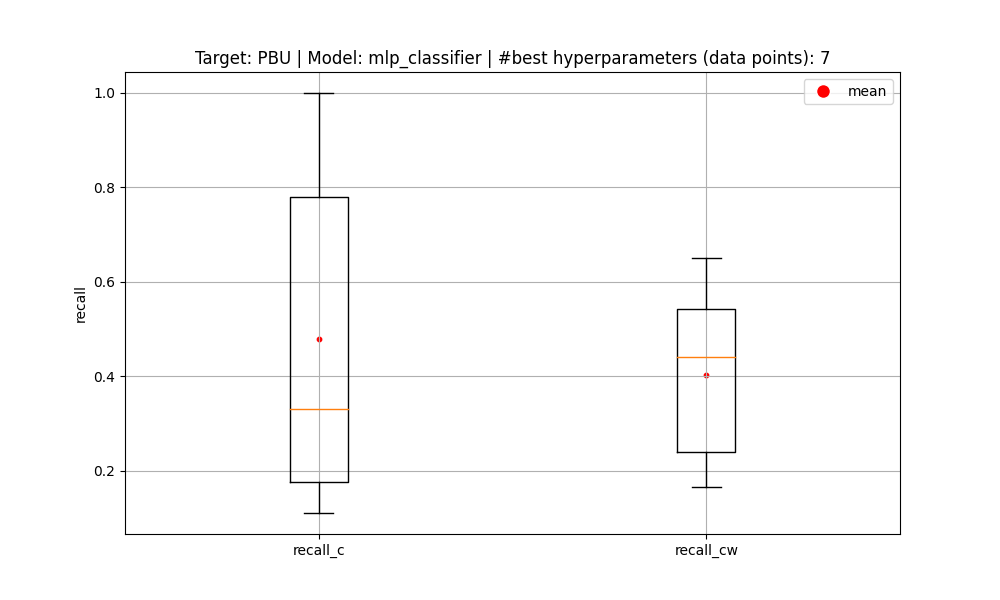 Target: PBU | Model: mlp_classifier | #best hyperparameters (data points): 7
mean
1.0
0.8
0.6
0.4
0.2
recall
recall_c
recall_cw